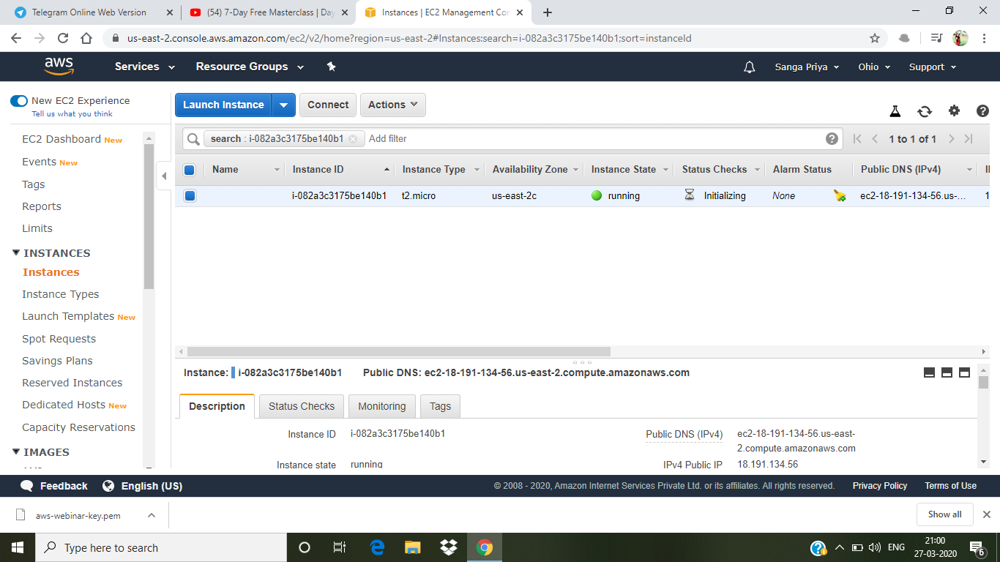 Telegram Online Web Version
(54) 7-Day Free Masterclass | Day
Instances | EC2 Management Con
us-east-2.console.aws.amazon.com/ec2/v2/home?region=us-east-2#Instances:search=i-082a3c3175be140b1;sort=instanceId
aws Services Resource Groups Sanga Priya Ohio Support
New EC2 Experience
Tell us what you think
EC2 Dashboard New
Events New
Tags
Reports
Limits
INSTANCES
Instances
Instance Types
Launch Templates New
Spot Requests
Savings Plans
Reserved Instances
Dedicated Hosts New
Capacity Reservations
IMAGES
Launch Instance Connect Actions
search : i-082a3c3175be140b1 Add filter 1 to 1 of 1
Name Instance ID Instance Type Availability Zone Instance State Status Checks Alarm Status Public DNS (IPv4)
i-082a3c3175be140b1 t2.micro us-east-2c running Initializing None ec2-18-191-134-56.us-... 1
Instance: i-082a3c3175be140b1 Public DNS: ec2-18-191-134-56.us-east-2.compute.amazonaws.com
Description Status Checks Monitoring Tags
Instance ID i-082a3c3175be140b1
Public DNS (IPv4) ec2-18-191-134-56.us-east-
2.compute.amazonaws.com
Instance state running
IPv4 Public IP 18.191.134.56
Feedback English (US) © 2008 - 2020, Amazon Internet Services Private Ltd. or its affiliates. All rights reserved. Privacy Policy Terms of Use
aws-webinar-key.pem Show all
Type here to search
ENG
21:00
27-03-2020
6